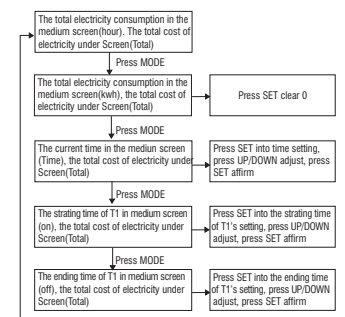 The total electricity consumption in the
medium screen(hour). The total cost of
electricity under Screen(Total)
Press MODE
The total electricity consumption in the
medium screen(kwh), the total cost of
electricity under Screen(Total)
Press SET clear 0
Press MODE
The current time in the mediun screen
(Time), the total cost of electricity under
Screen(Total)
Press SET into time setting,
press UP/DOWN adjust, press
SET affirm
Press MODE
The strating time of T1 in medium screen
(on), the total cost of electricity under
Screen(Total)
Press SET into the strating time
of T1's setting, press UP/DOWN
adjust, press SET affirm
Press MODE
The ending time of T1 in medium screen
(off), the total cost of electricity under
Screen(Total)
Press SET into the ending time
of T1's setting, press UP/DOWN
adjust, press SET affirm